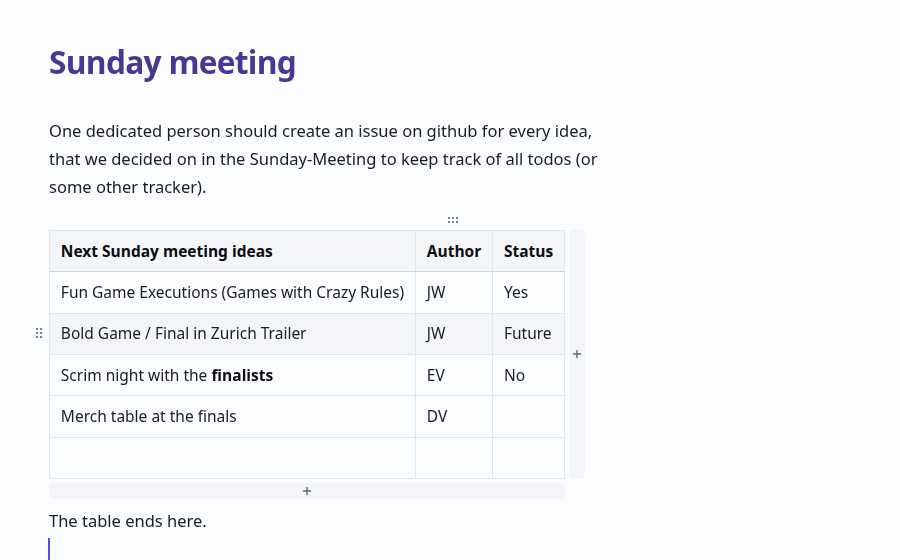 Sunday meeting
One dedicated person should create an issue on github for every idea,
that we decided on in the Sunday-Meeting to keep track of all todos (or
some other tracker).
Next Sunday meeting ideas Author Status
Fun Game Executions (Games with Crazy Rules) JW Yes
Bold Game / Final in Zurich Trailer JW Future
Scrim night with the finalists EV No
Merch table at the finals DV
The table ends here.